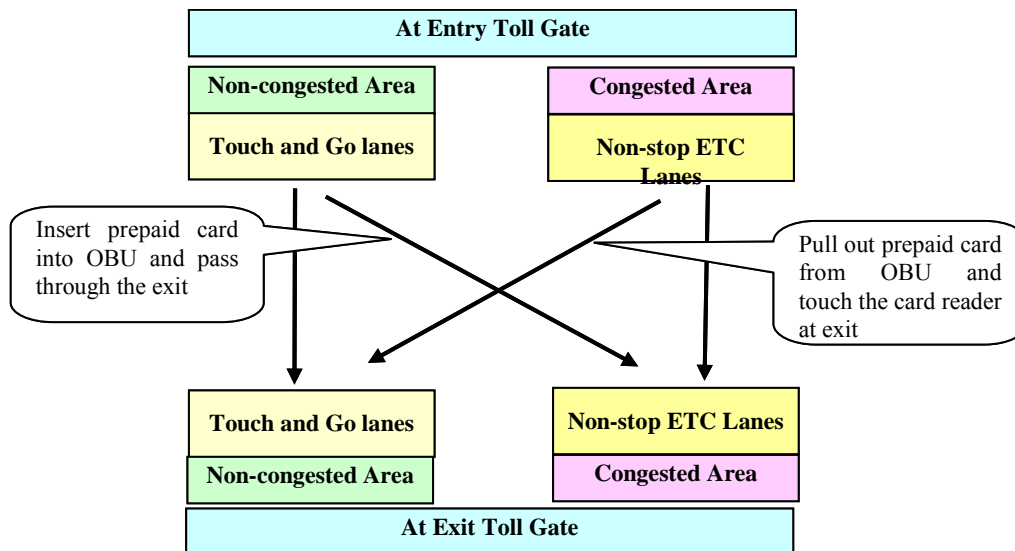 At Entry Toll Gate
Non-congested Area
Congested Area
Touch and Go lanes
Non-stop ETC
Lanes
Insert prepaid card
into OBU and pass
through the exit
Pull out prepaid card
from OBU and
touch the card reader
at exit
Touch and Go lanes
Non-stop ETC Lanes
Non-congested Area
Congested Area
At Exit Toll Gate